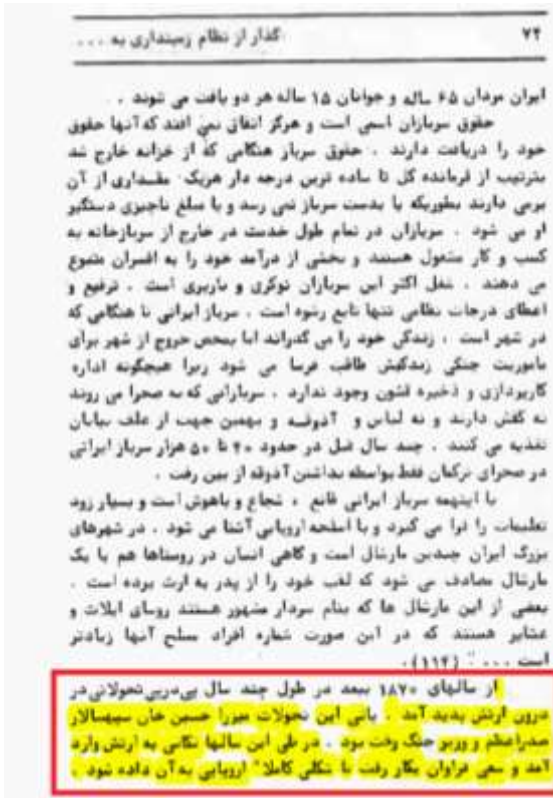 ۷۴
گذار از نظام زمینداری به ...
ایران مردان ۶۵ ساله و جوانان ۱۵ ساله هر دو یافت می شوند .
حقوق سربازان اسمی است و هرگز اتفاق نمی افتد که آنها حقوق
خود را دریافت دارند . حقوق سرباز هنگامی که از خزانه خارج شد
بترتیب از فرمانده کل تا ساده ترین درجه دار هریک مقداری از آن
برمی دارند بطوریکه یا بدست سرباز نمی رسد و یا مبلغ ناچیزی دستگیر
او می شود . سربازان در تمام طول خدمت در خارج از سربازخانه به
کسب و کار مشغول هستند و بخشی از درآمد خود را به افسران متبوع
می دهند . شغل اکثر این سربازان نوکری و باربری است . ترفیع و
اعطای درجات نظامی تنها تابع رشوه است . سرباز ایرانی تا هنگامی که
در شهر است ، زندگی خود را می گذراند اما بمحض خروج از شهر برای
ماموریت جنگی زندگیش طاقت فرسا می شود زیرا هیچگونه اداره
کارپردازی و ذخیره قشون وجود ندارد . سربازانی که به صحرا می روند
نه کفش دارند و نه لباس و آذوقه و بهمین جهت از علف بیابان
تغذیه می کنند . چند سال قبل در حدود ۴۰ تا ۵۰ هزار سرباز ایرانی
در صحرای ترکمان فقط بواسطه نداشتن آذوقه از بین رفت .
با اینهمه سرباز ایرانی قانع ، شجاع و باهوش است و بسیار زود
تعلیمات را فرا می گیرد و با اسلحه اروپایی آشنا می شود . در شهرهای
بزرگ ایران چندین مارشال است و گاهی انسان در روستاها هم با یک
مارشال مصادف می شود که لقب خود را از پدر به ارث برده است .
بعضی از این مارشال ها که بنام سردار مشهور هستند روسای ایلات و
عشایر هستند که در این صورت شماره افراد مسلح آنها زیادتر
است ... " (۱۱۴) .
از سالهای ۱۸۷۰ ببعد در طول چند سال پی‌درپی تحولاتی در
درون ارتش پدید آمد . بانی این تحولات میرزا حسین خان سپهسالار
صدراعظم و وزیر جنگ وقت بود . در طی این سالها تکانی به ارتش وارد
آمد و سعی فراوان بکار رفت تا شکلی کاملا" اروپایی به آن داده شود .